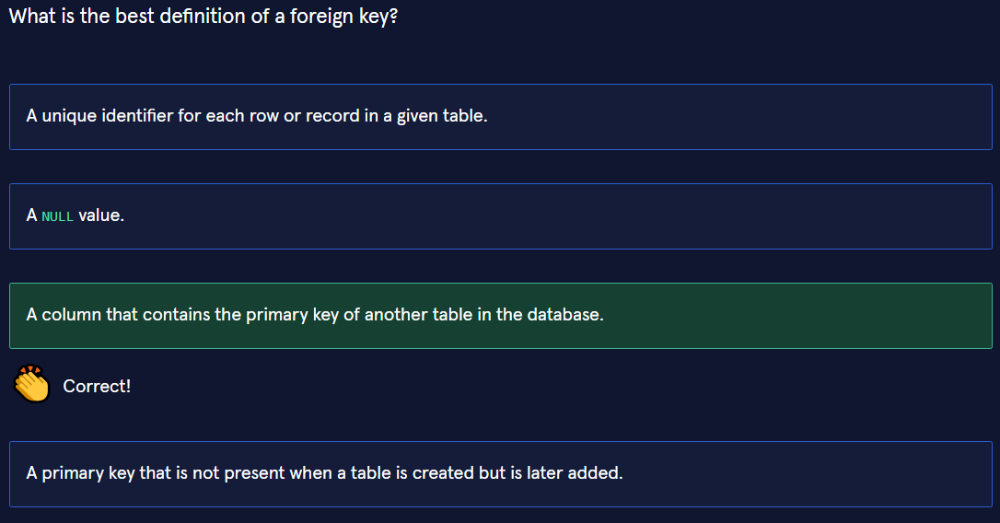 What is the best definition of a foreign key?
A unique identifier for each row or record in a given table.
A NULL value.
A column that contains the primary key of another table in the database.
Correct!
A primary key that is not present when a table is created but is later added.